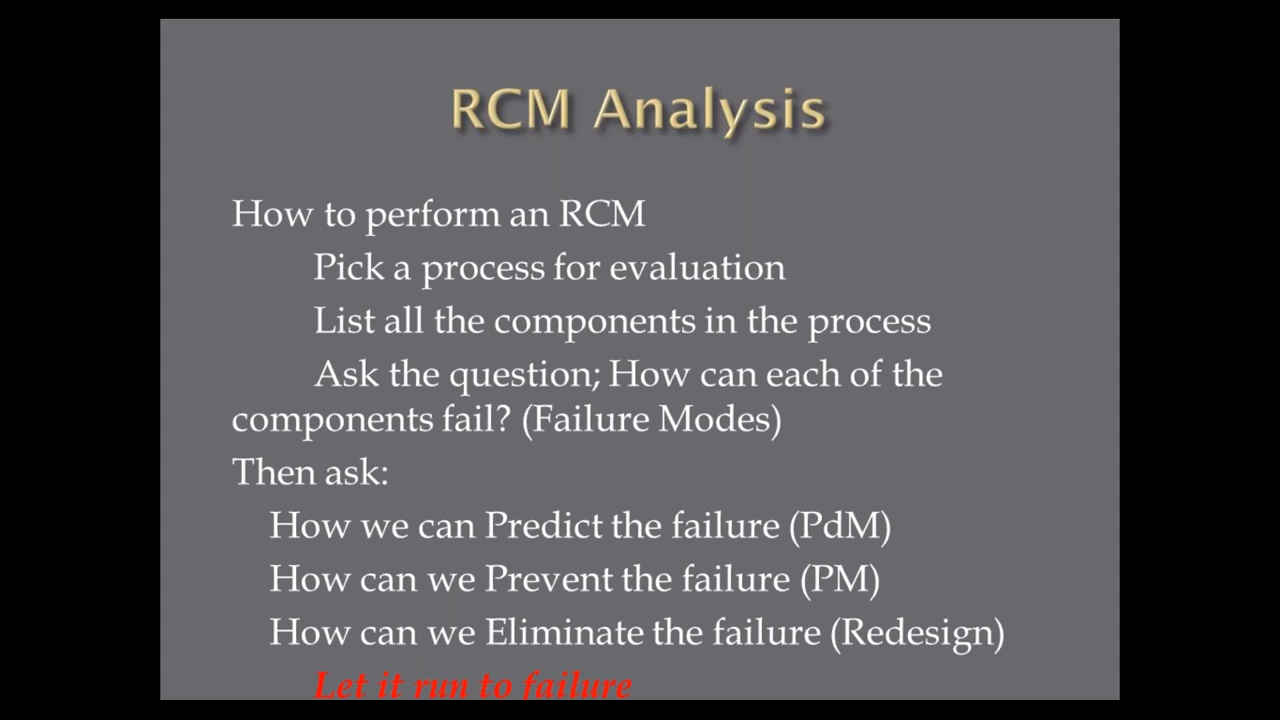 RCM Analysis
How to perform an RCM
Pick a process for evaluation
List all the components in the process
Ask the question; How can each of the
components fail? (Failure Modes)
Then ask:
How we can Predict the failure (PdM)
How can we Prevent the failure (PM)
How can we Eliminate the failure (Redesign)
Let it run to failure